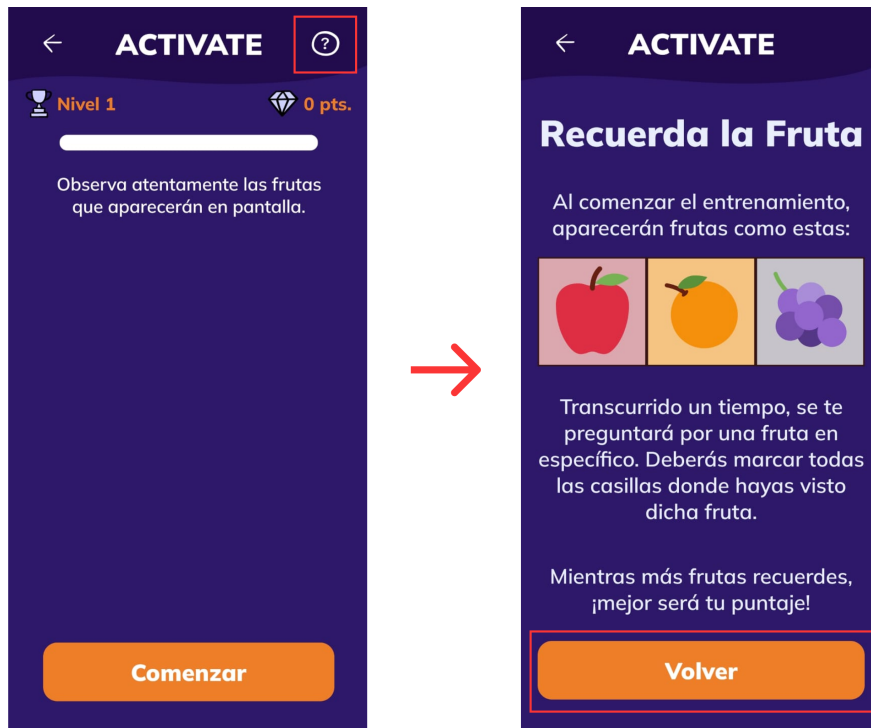 ACTIVATE
?
Nivel 1
0 pts.
Observa atentamente las frutas
que aparecerán en pantalla.
Comenzar
ACTIVATE
Recuerda la Fruta
Al comenzar el entrenamiento,
aparecerán frutas como estas:
Transcurrido un tiempo, se te
preguntará por una fruta en
específico. Deberás marcar todas
las casillas donde hayas visto
dicha fruta.
Mientras más frutas recuerdes,
¡mejor será tu puntaje!
Volver